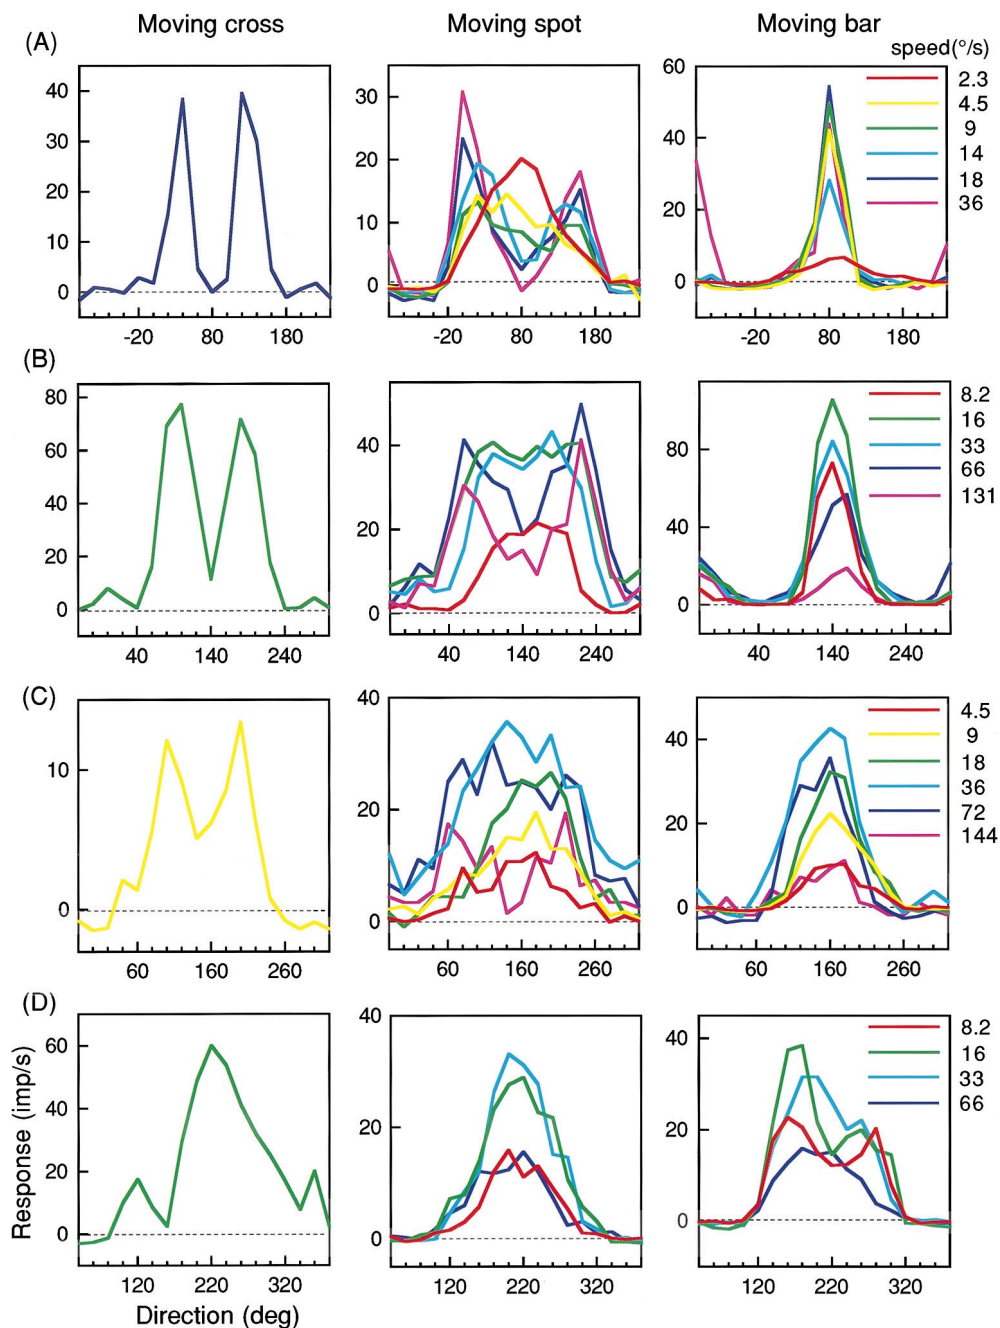 Moving cross Moving spot Moving bar
(A) speed(°/s)
40 30 20 10 0
-20 80 180
30 20 10 0
-20 80 180
60 40 20 0
-20 80 180
2.3
4.5
9
14
18
36
(B)
80 60 40 20 0
40 140 240
40 20 0
40 140 240
80 40 0
40 140 240
8.2
16
33
66
131
(C)
10 0
60 160 260
40 20 0
60 160 260
40 20 0
60 160 260
4.5
9
18
36
72
144
(D)
Response (imp/s)
60 40 20 0
120 220 320
Direction (deg)
40 20 0
120 220 320
40 20 0
120 220 320
8.2
16
33
66